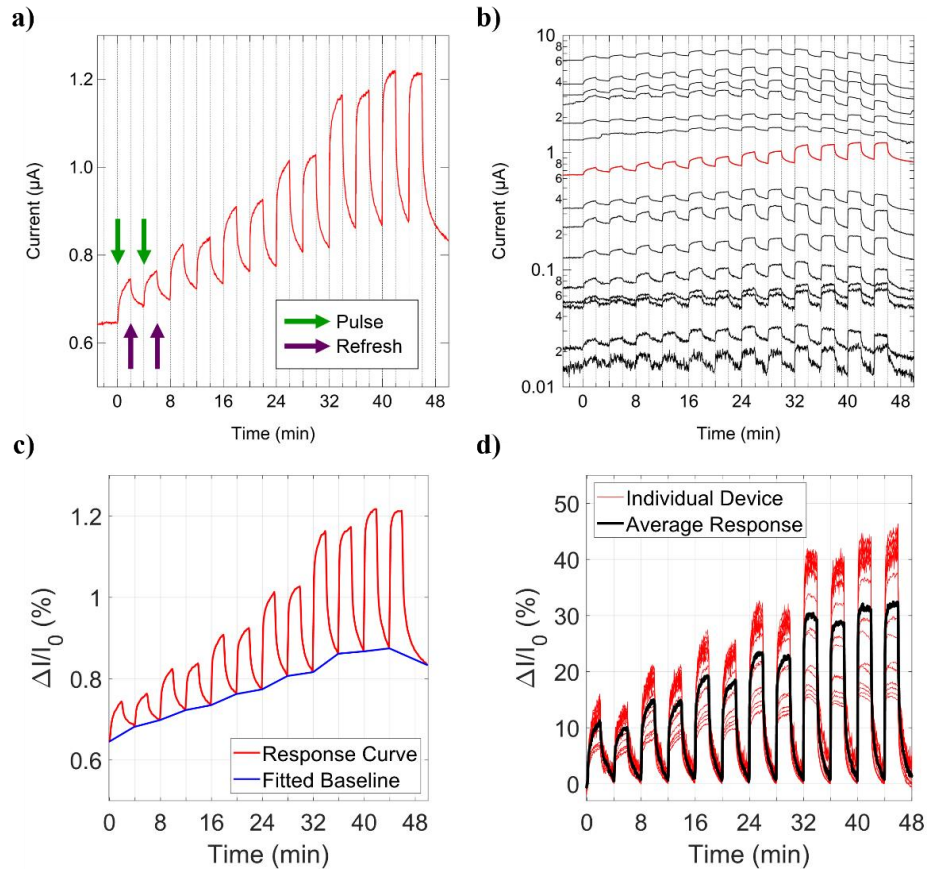 a)
1.2
1.0
0.8
0.6
Current (µA)
Pulse
Refresh
0 8 16 24 32 40 48
Time (min)
b)
10
8
6
4
2
1
8
6
4
2
0.1
8
6
4
2
0.01
Current (µA)
0 8 16 24 32 40 48
Time (min)
c)
1.2
1
0.8
0.6
ΔI/I0 (%)
Response Curve
Fitted Baseline
0 8 16 24 32 40 48
Time (min)
d)
50
40
30
20
10
0
ΔI/I0 (%)
Individual Device
Average Response
0 8 16 24 32 40 48
Time (min)